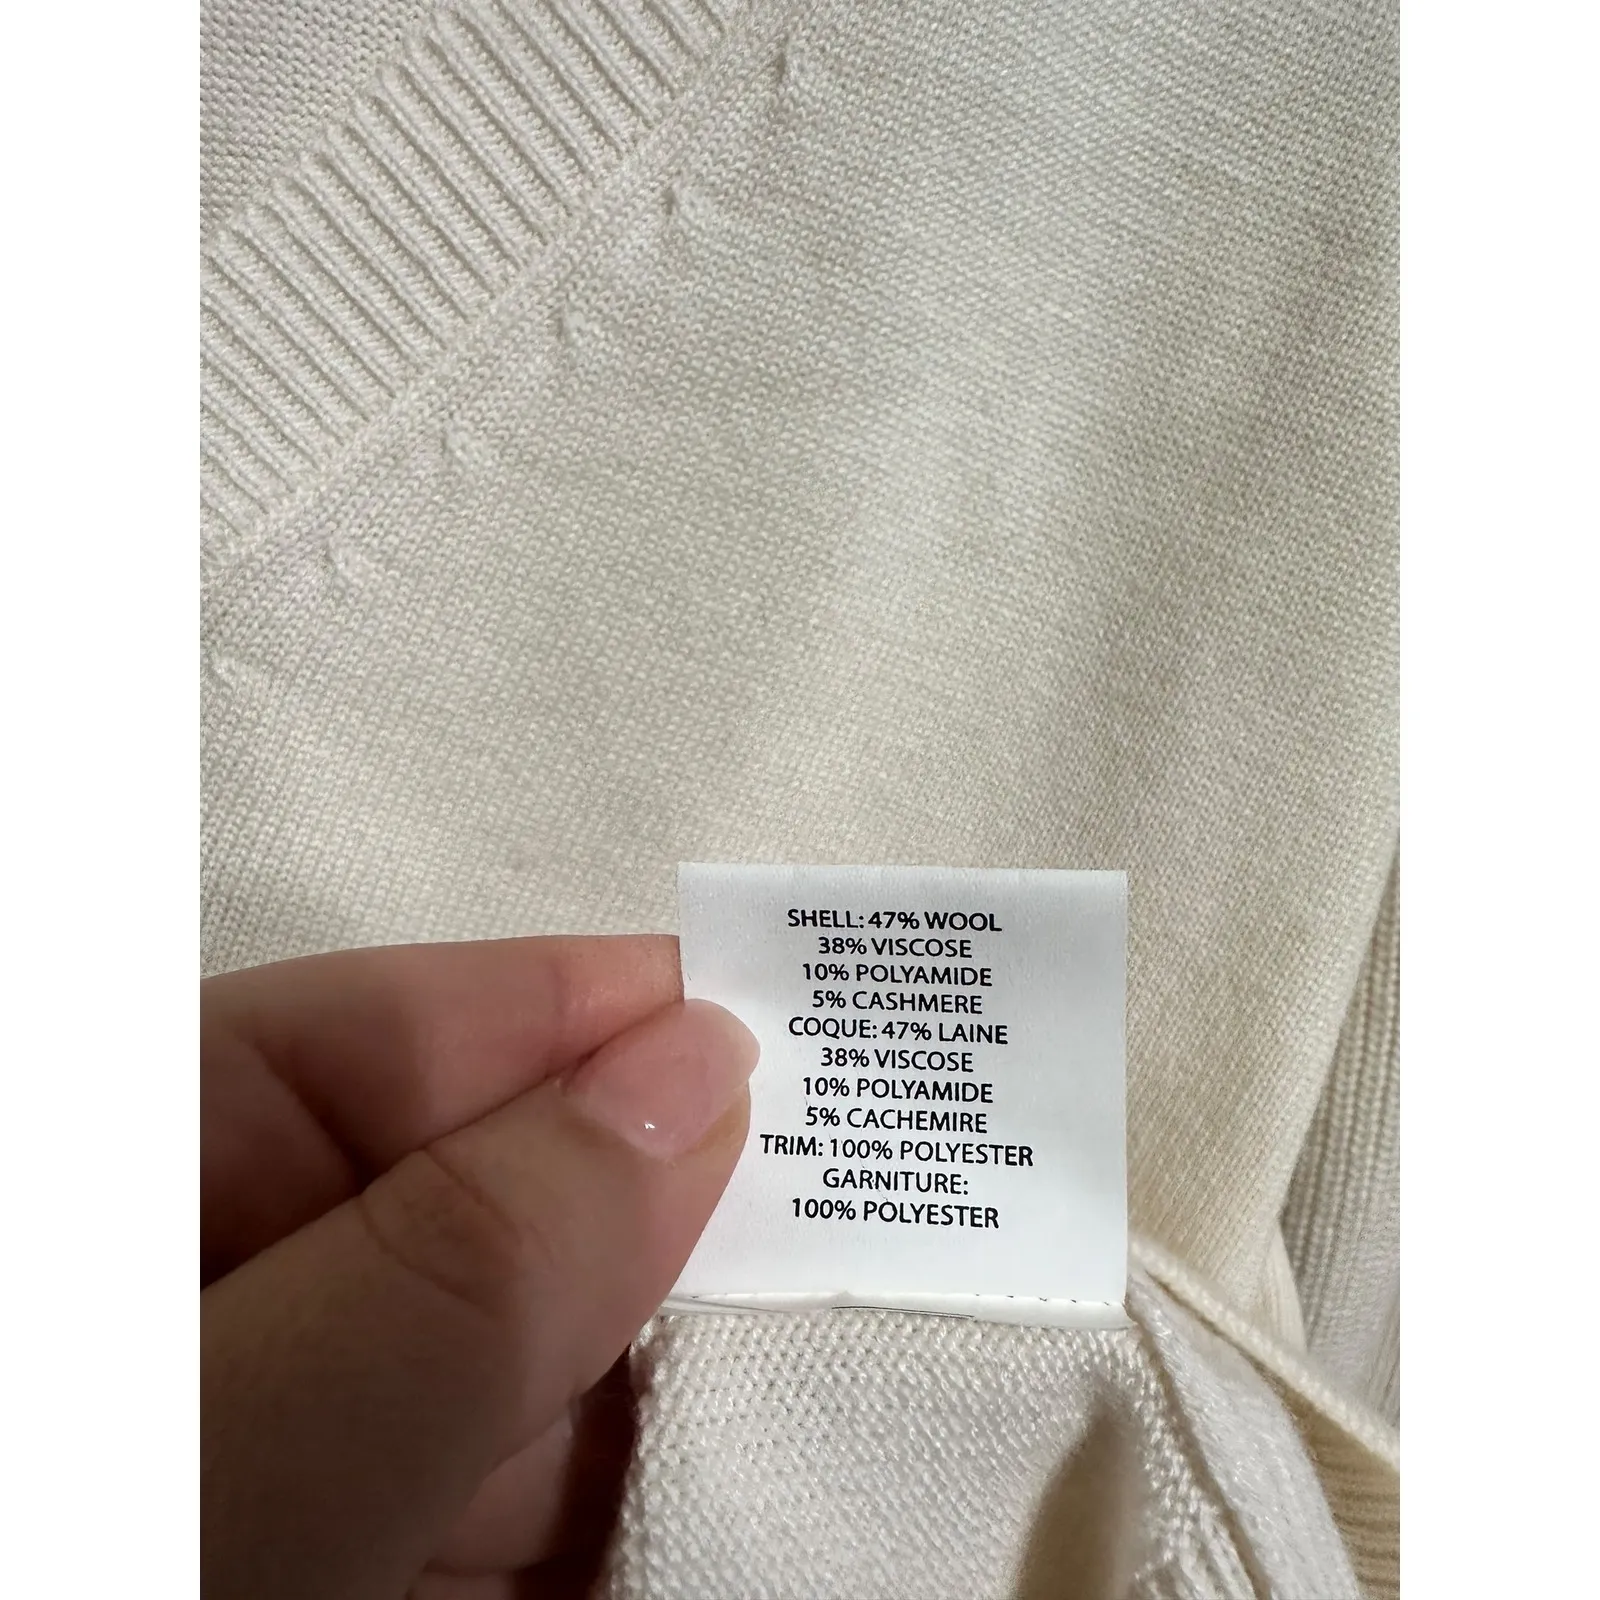 SHELL: 47% WOOL
38% VISCOSE
10% POLYAMIDE
5% CASHMERE
COQUE: 47% LAINE
38% VISCOSE
10% POLYAMIDE
5% CACHEMIRE
TRIM: 100% POLYESTER
GARNITURE:
100% POLYESTER